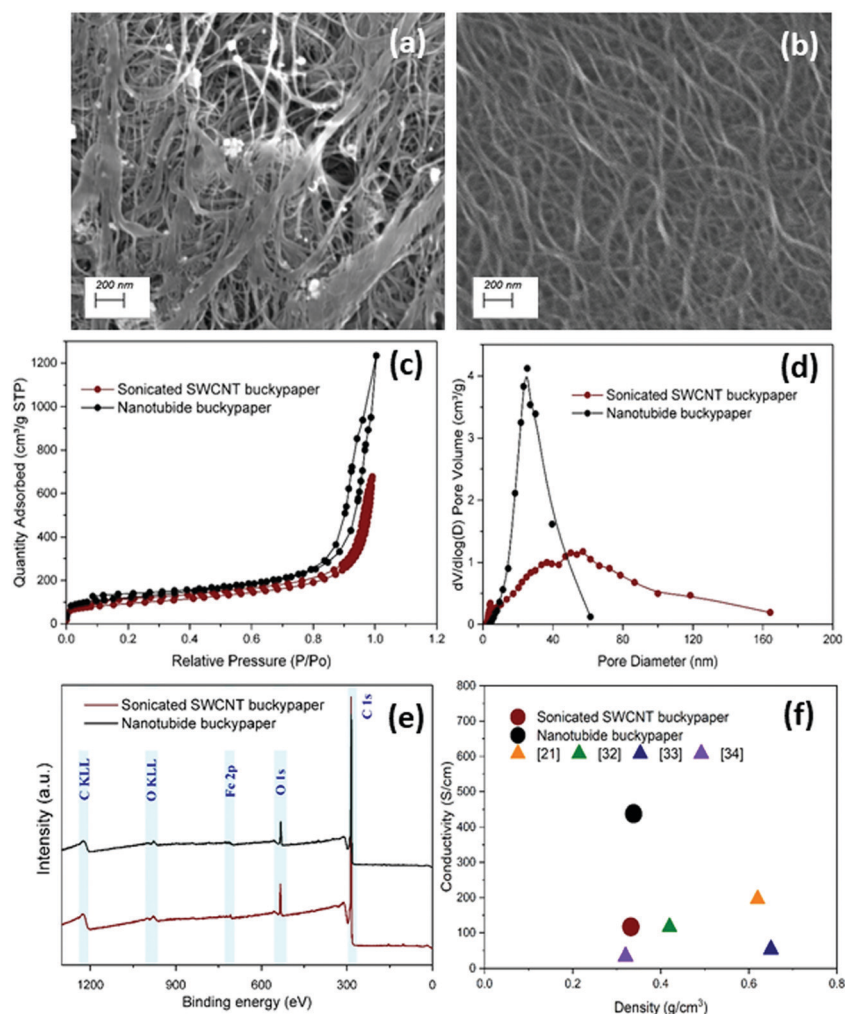 (a)
200 nm
(b)
200 nm
(c)
Sonicated SWCNT buckypaper
Nanotubide buckypaper
Quantity Adsorbed (cm³/g STP)
1200
1000
800
600
400
200
0
0.0 0.2 0.4 0.6 0.8 1.0 1.2
Relative Pressure (P/Po)
(d)
Sonicated SWCNT buckypaper
Nanotubide buckypaper
dV/dlog(D) Pore Volume (cm³/g)
4
3
2
1
0
0 40 80 120 160 200
Pore Diameter (nm)
(e)
Sonicated SWCNT buckypaper
Nanotubide buckypaper
C KLL
O KLL
Fe 2p
O 1s
C 1s
Intensity (a.u.)
1200 900 600 300 0
Binding energy (eV)
(f)
Sonicated SWCNT buckypaper
Nanotubide buckypaper
[21] [32] [33] [34]
Conductivity (S/cm)
800
700
600
500
400
300
200
100
0
0.0 0.2 0.4 0.6 0.8
Density (g/cm³)